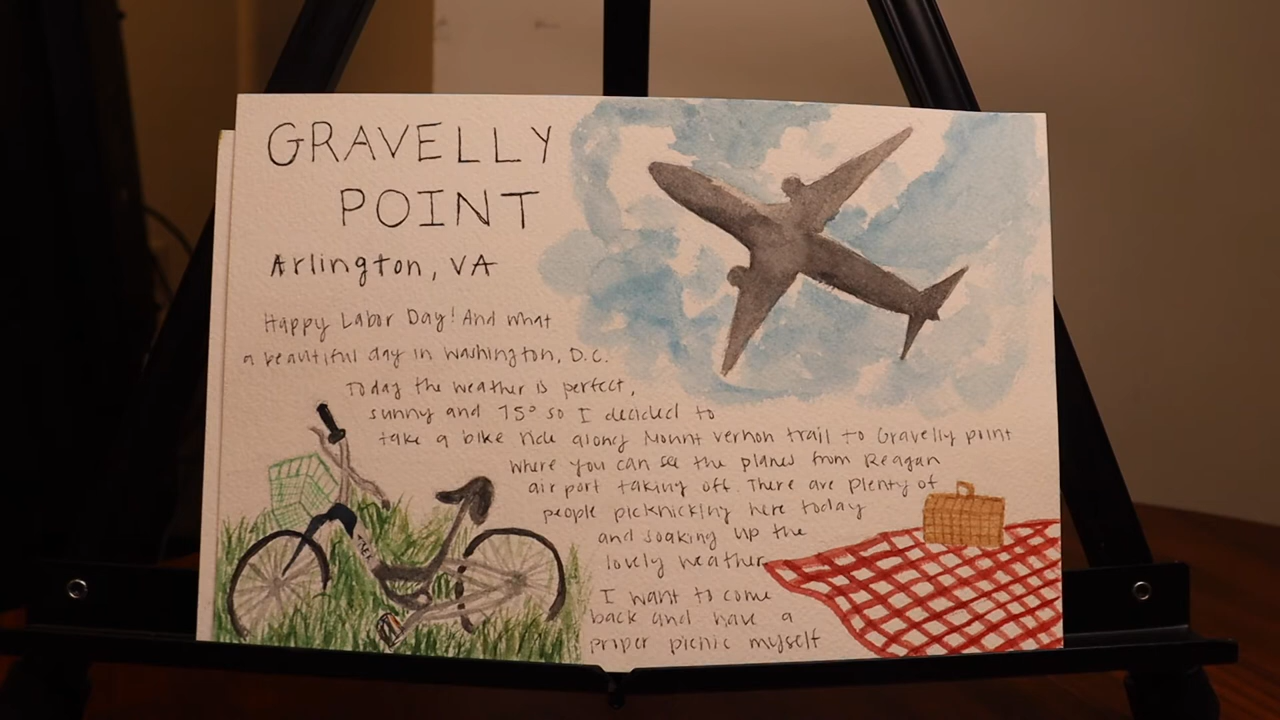 GRAVELLY
POINT
Arlington, VA
Happy Labor Day! And what
a beautiful day in Washington, D.C.
Today the weather is perfect,
sunny and 75° so I decided to
take a bike ride along Mount Vernon trail to Gravelly point
where you can see the planes from Reagan
airport taking off. There are plenty of
people picknicking here today
and soaking up the
lovely weather.
I want to come
back and have a
proper picnic myself